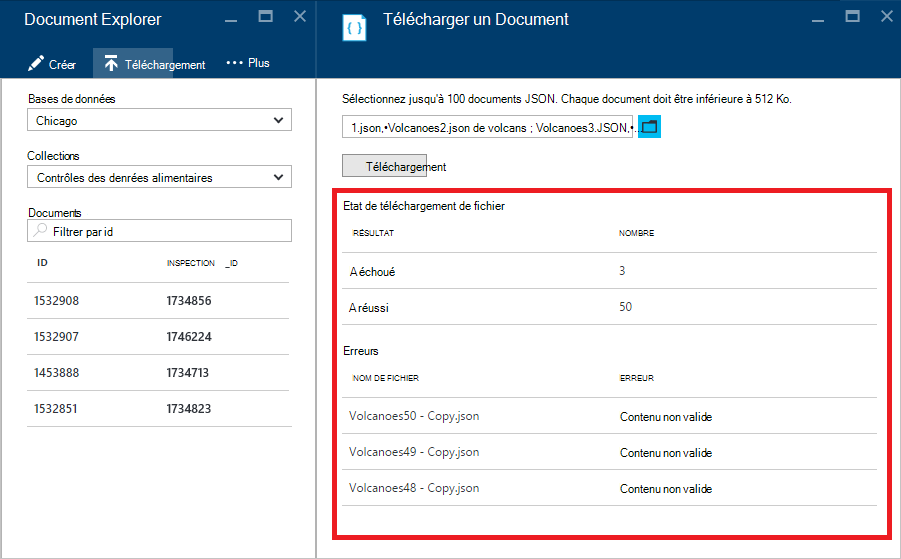 Document Explorer
Créer
Téléchargement
Plus
Bases de données
Chicago
Collections
Contrôles des denrées alimentaires
Documents
Filtrer par id
ID INSPECTION _ID
1532908 1734856
1532907 1746224
1453888 1734713
1532851 1734823
Télécharger un Document
Sélectionnez jusqu'à 100 documents JSON. Chaque document doit être inférieure à 512 Ko.
1.json,•Volcanoes2.json de volcans ; Volcanoes3.JSON,•...
Téléchargement
Etat de téléchargement de fichier
RÉSULTAT NOMBRE
A échoué 3
A réussi 50
Erreurs
NOM DE FICHIER ERREUR
Volcanoes50 - Copy.json Contenu non valide
Volcanoes49 - Copy.json Contenu non valide
Volcanoes48 - Copy.json Contenu non valide